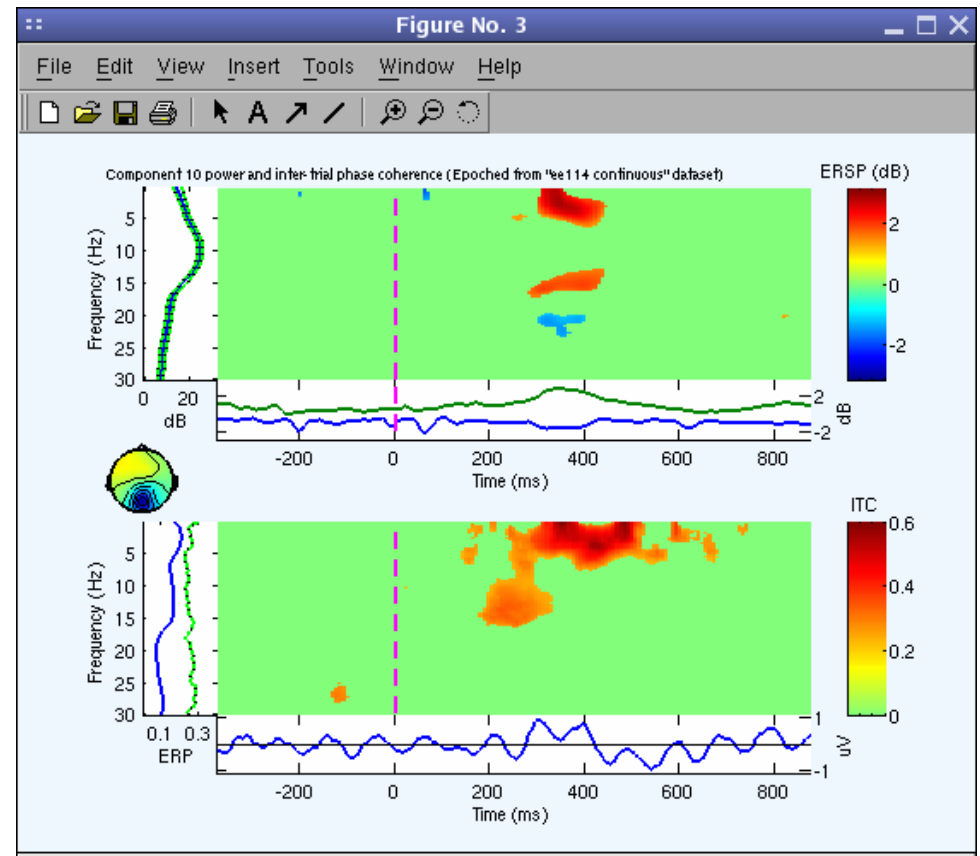 Figure No. 3
File Edit View Insert Tools Window Help
A
Component 10 power and inter-trial phase coherence (Epoched from "ee114 continuous" dataset)
ERSP (dB)
Frequency (Hz)
5
10
15
20
25
30
0 20
dB
2
0
-2
2
-2
dB
-200 0 200 400 600 800
Time (ms)
ITC
Frequency (Hz)
5
10
15
20
25
30
0.1 0.3
ERP
0.6
0.4
0.2
0
1
-1
uV
-200 0 200 400 600 800
Time (ms)